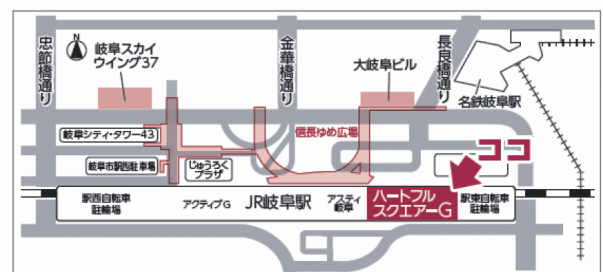 忠節橋通り
N
岐阜スカイ
ウイング37
金華橋通り
大岐阜ビル
長良橋通り
名鉄岐阜駅
岐阜シティ・タワー43
信長ゆめ広場
岐阜市駅西駐車場
じゅうろく
プラザ
ココ
駅西自転車
駐輪場
アクティブG
JR岐阜駅
アスティ
岐阜
ハートフル
スクエアーG
駅東自転車
駐輪場